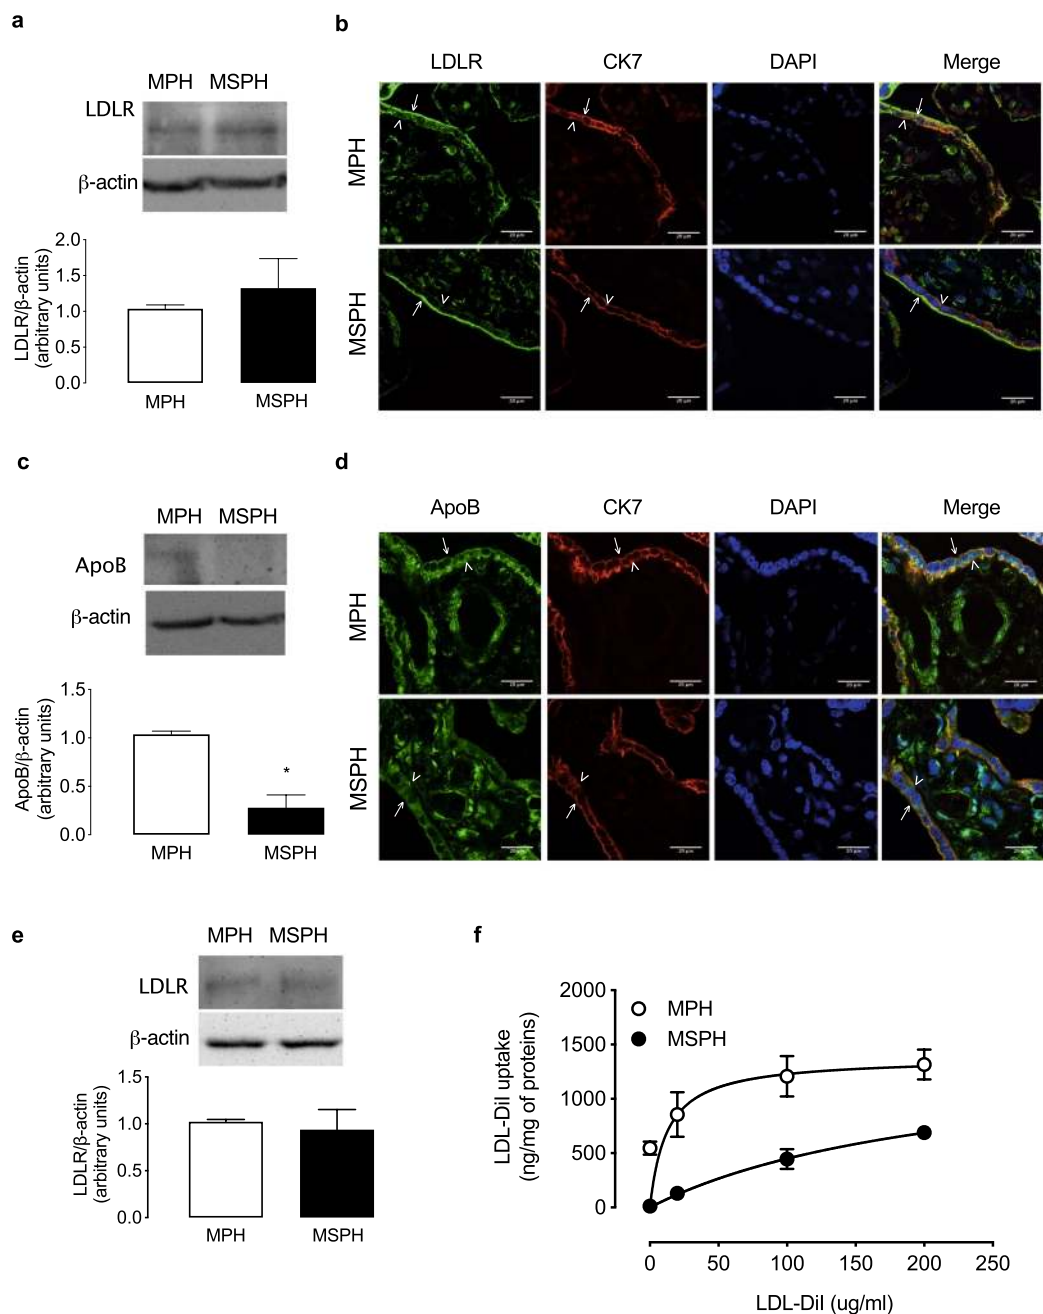 a
MPH MSPH
LDLR
β-actin
2.0
1.5
1.0
0.5
0.0
LDLR/β-actin
(arbitrary units)
MPH MSPH
b
LDLR CK7 DAPI Merge
MPH
MSPH
c
MPH MSPH
ApoB
β-actin
1.5
1.0
0.5
0.0
ApoB/β-actin
(arbitrary units)
*
MPH MSPH
d
ApoB CK7 DAPI Merge
MPH
MSPH
e
MPH MSPH
LDLR
β-actin
1.5
1.0
0.5
0.0
LDLR/β-actin
(arbitrary units)
MPH MSPH
f
2000
1500
1000
500
0
LDL-Dil uptake
(ng/mg of proteins)
MPH
MSPH
0 50 100 150 200 250
LDL-Dil (ug/ml)